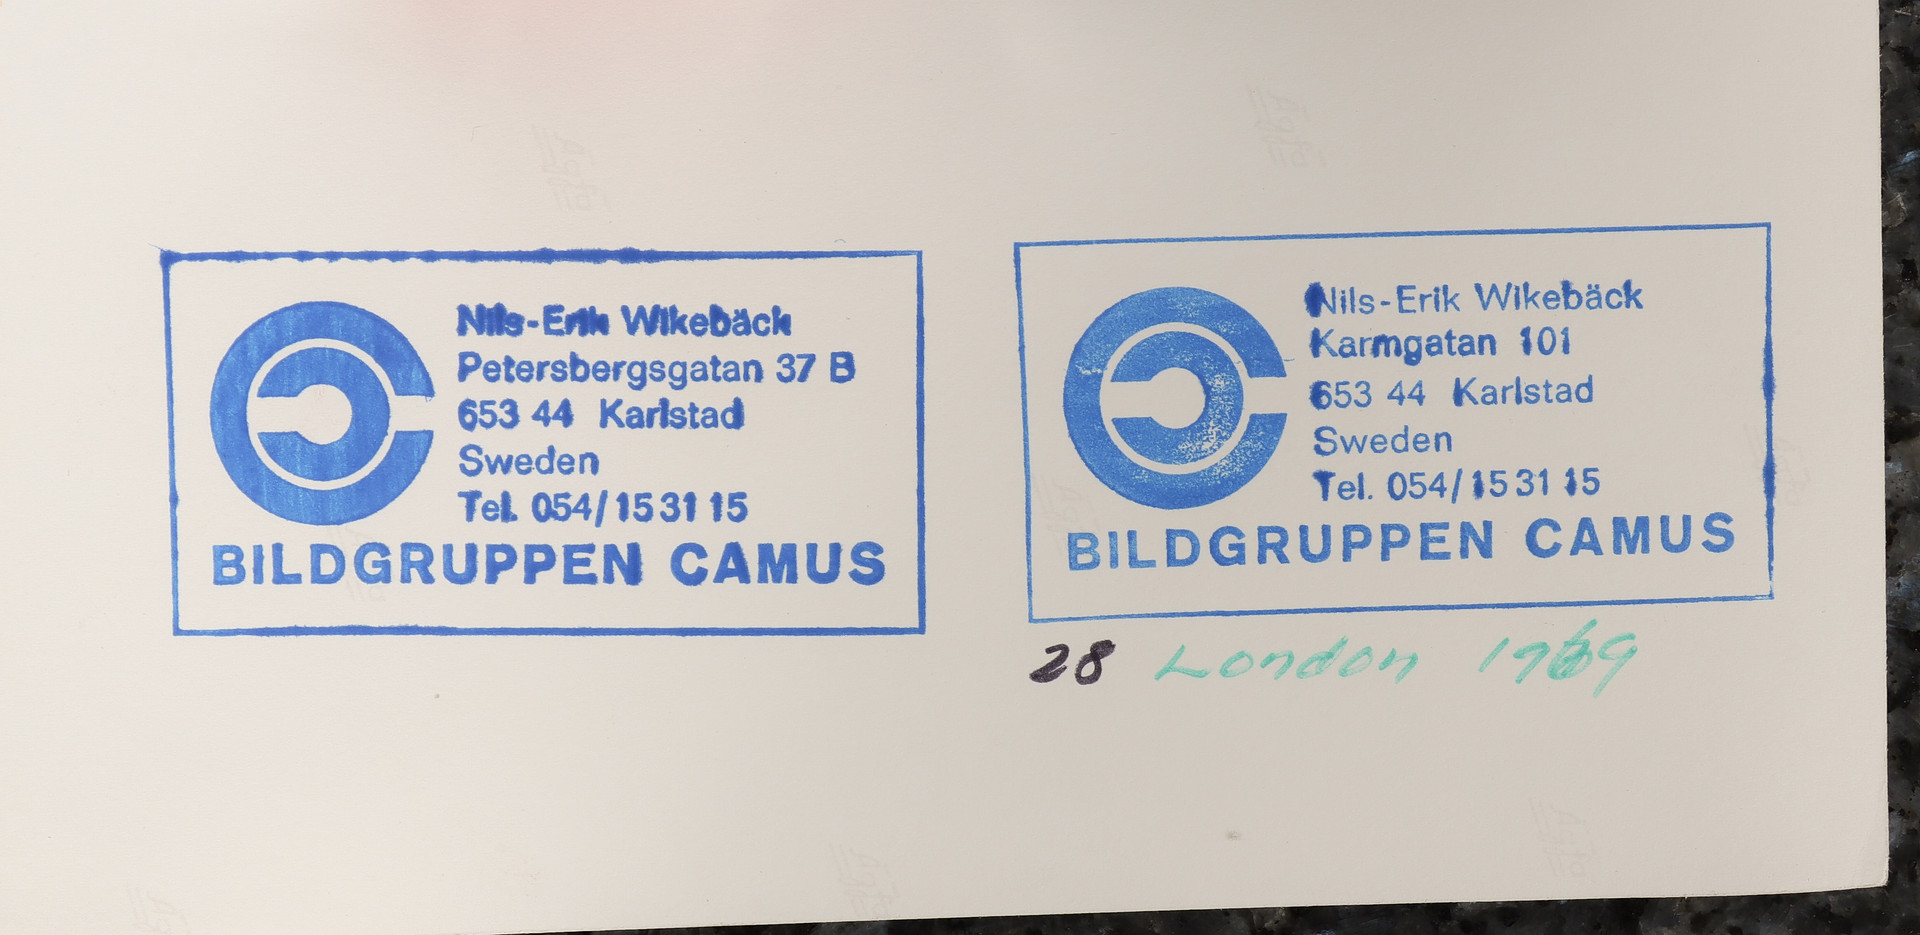 Nils-Erik Wikebäck
Petersbergsgatan 37 B
653 44 Karlstad
Sweden
Tel. 054/15 31 15
BILDGRUPPEN CAMUS
Nils-Erik Wikebäck
Karmgatan 101
653 44 Karlstad
Sweden
Tel. 054/15 31 15
BILDGRUPPEN CAMUS
28 London 1969